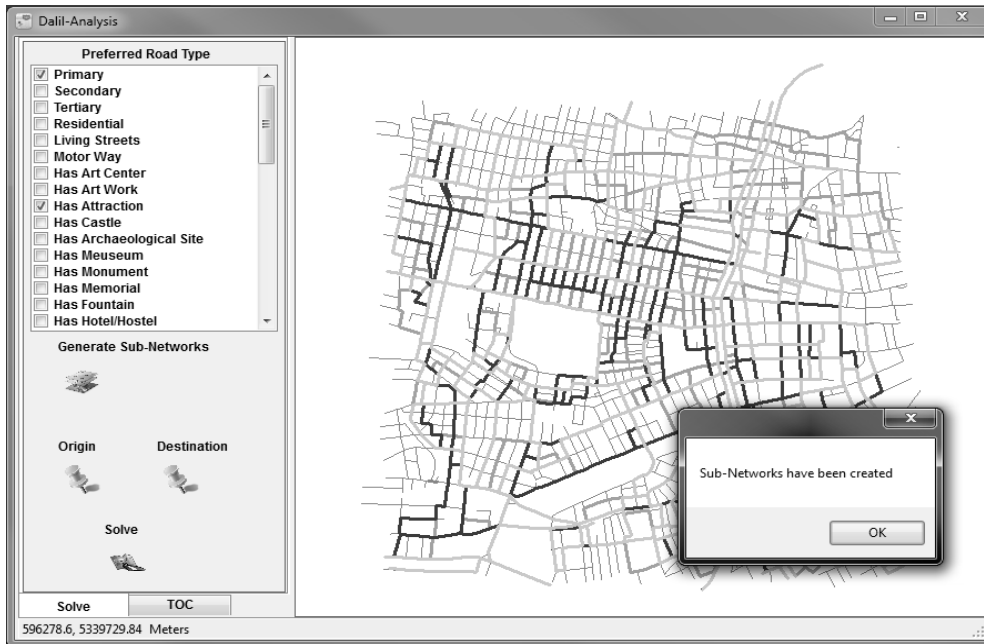 Dalil-Analysis
Preferred Road Type
Primary
Secondary
Tertiary
Residential
Living Streets
Motor Way
Has Art Center
Has Art Work
Has Attraction
Has Castle
Has Archaeological Site
Has Meuseum
Has Monument
Has Memorial
Has Fountain
Has Hotel/Hostel
Generate Sub-Networks
Origin
Destination
Solve
Solve
TOC
596278.6, 5339729.84 Meters
Sub-Networks have been created
OK